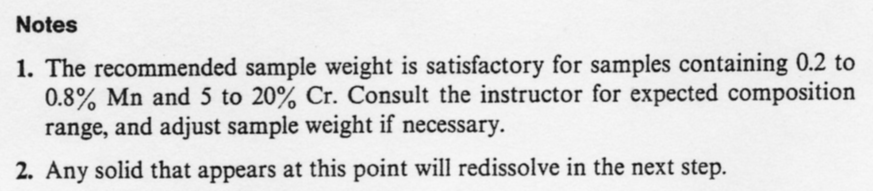 Notes
1. The recommended sample weight is satisfactory for samples containing 0.2 to
0.8% Mn and 5 to 20% Cr. Consult the instructor for expected composition
range, and adjust sample weight if necessary.
2. Any solid that appears at this point will redissolve in the next step.